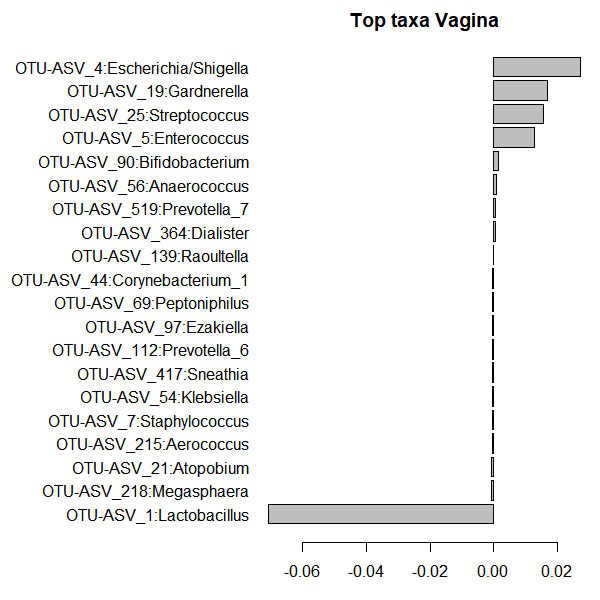 Top taxa Vagina
OTU-ASV_4:Escherichia/Shigella
OTU-ASV_19:Gardnerella
OTU-ASV_25:Streptococcus
OTU-ASV_5:Enterococcus
OTU-ASV_90:Bifidobacterium
OTU-ASV_56:Anaerococcus
OTU-ASV_519:Prevotella_7
OTU-ASV_364:Dialister
OTU-ASV_139:Raoultella
OTU-ASV_44:Corynebacterium_1
OTU-ASV_69:Peptoniphilus
OTU-ASV_97:Ezakiella
OTU-ASV_112:Prevotella_6
OTU-ASV_417:Sneathia
OTU-ASV_54:Klebsiella
OTU-ASV_7:Staphylococcus
OTU-ASV_215:Aerococcus
OTU-ASV_21:Atopobium
OTU-ASV_218:Megasphaera
OTU-ASV_1:Lactobacillus
-0.06 -0.04 -0.02 0.00 0.02